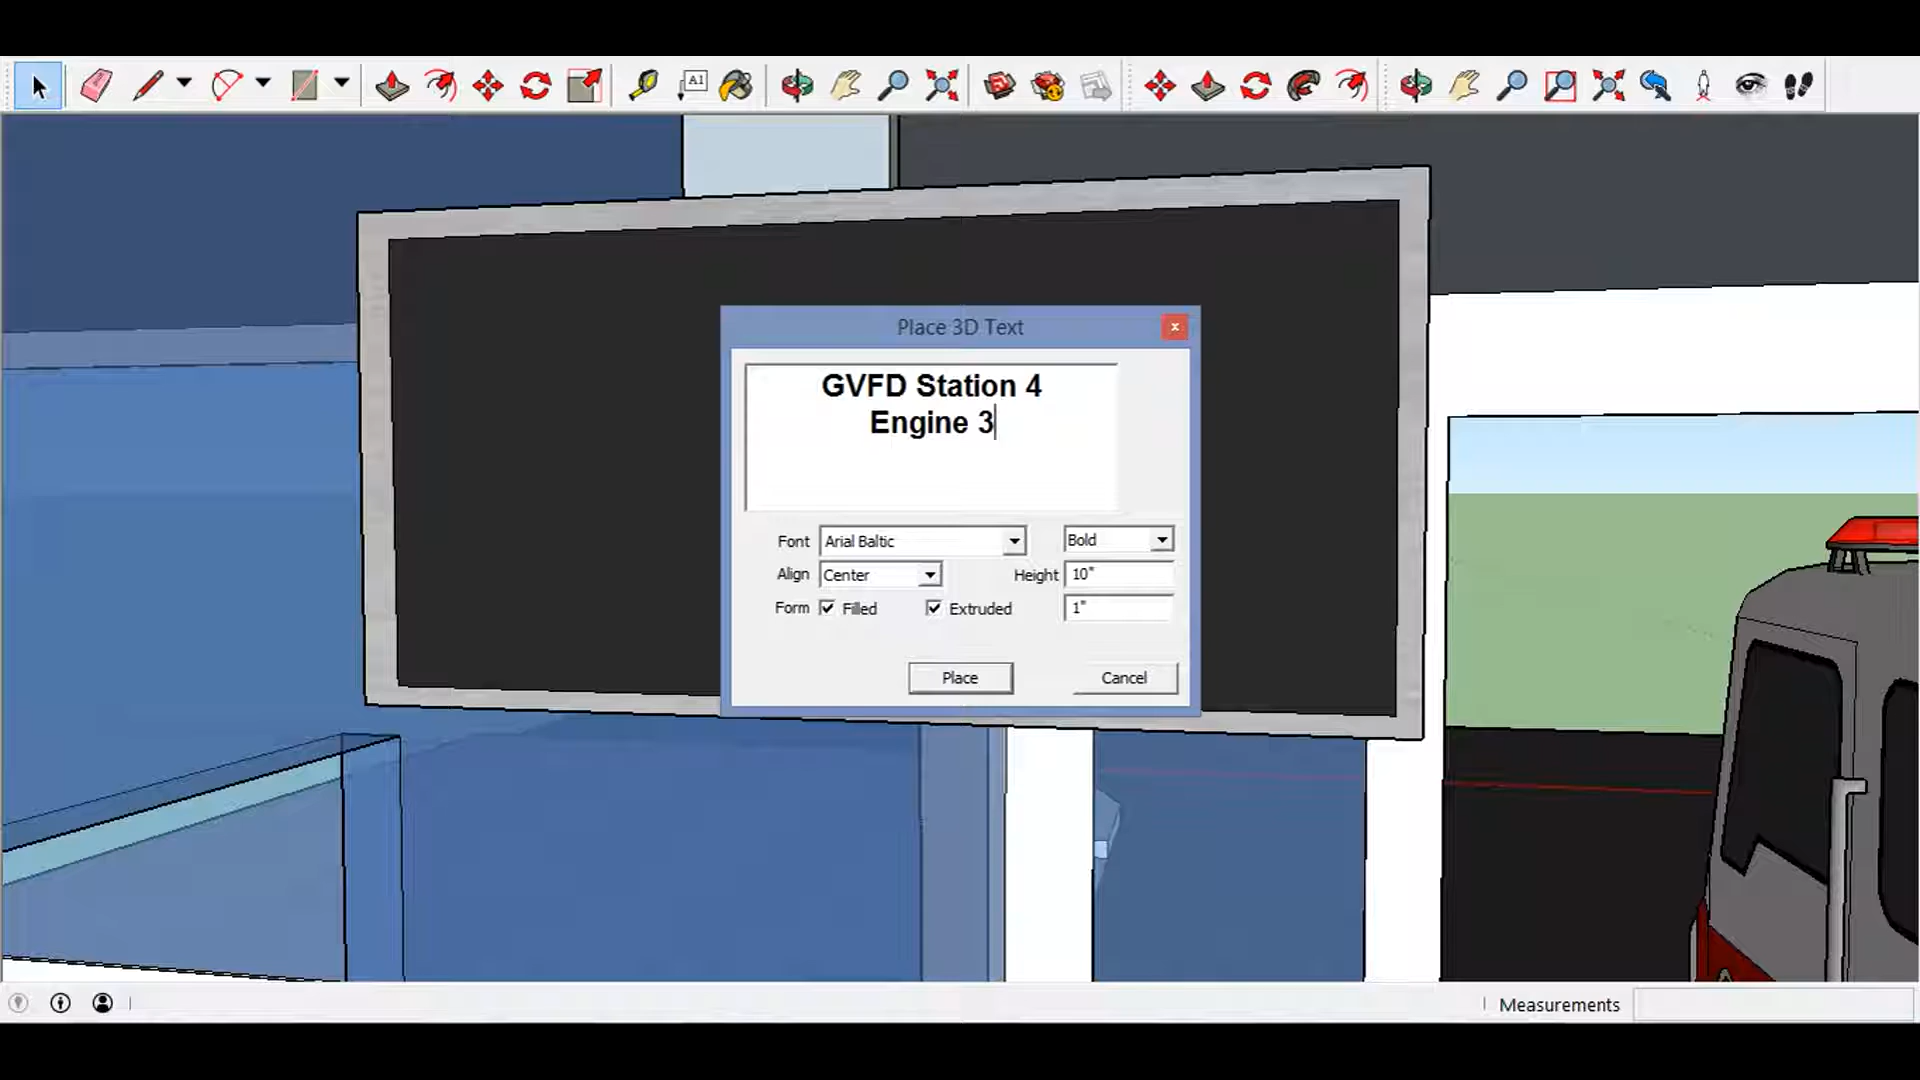 A1
Place 3D Text
x
GVFD Station 4
Engine 3
Font Arial Baltic Bold
Align Center Height 10"
Form Filled Extruded 1"
Place Cancel
Measurements